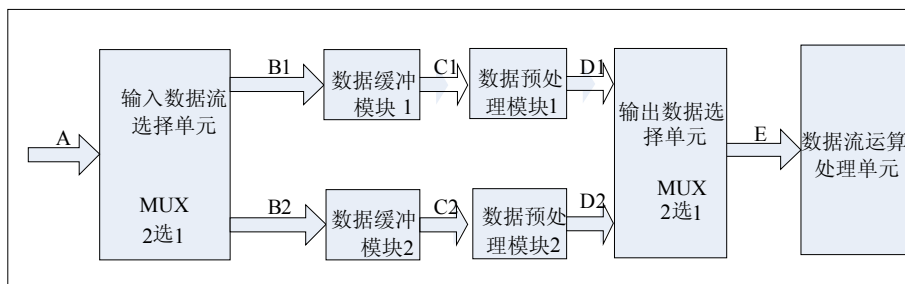 A
输入数据流
选择单元
MUX
2选1
B1
数据缓冲
模块 1
C1
数据预处
理模块1
D1
B2
数据缓冲
模块2
C2
数据预处
理模块2
D2
输出数据选
择单元
MUX
2选1
E
数据流运算
处理单元